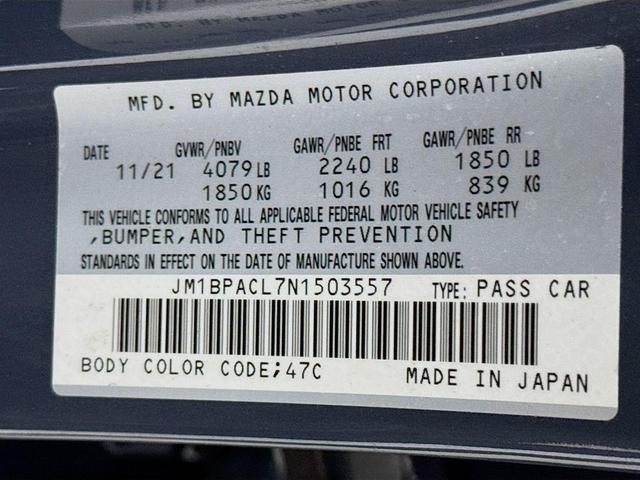 MFD. BY MAZDA MOTOR CORPORATION
DATE GVWR/PNBV GAWR/PNBE FRT GAWR/PNBE RR
11/21 4079 LB 2240 LB 1850 LB
1850 KG 1016 KG 839 KG
THIS VEHICLE CONFORMS TO ALL APPLICABLE FEDERAL MOTOR VEHICLE SAFETY
,BUMPER,AND THEFT PREVENTION
STANDARDS IN EFFECT ON THE DATE OF MANUFACTURE SHOWN ABOVE.
JM1BPACL7N1503557 TYPE: PASS CAR
BODY COLOR CODE;47C
MADE IN JAPAN